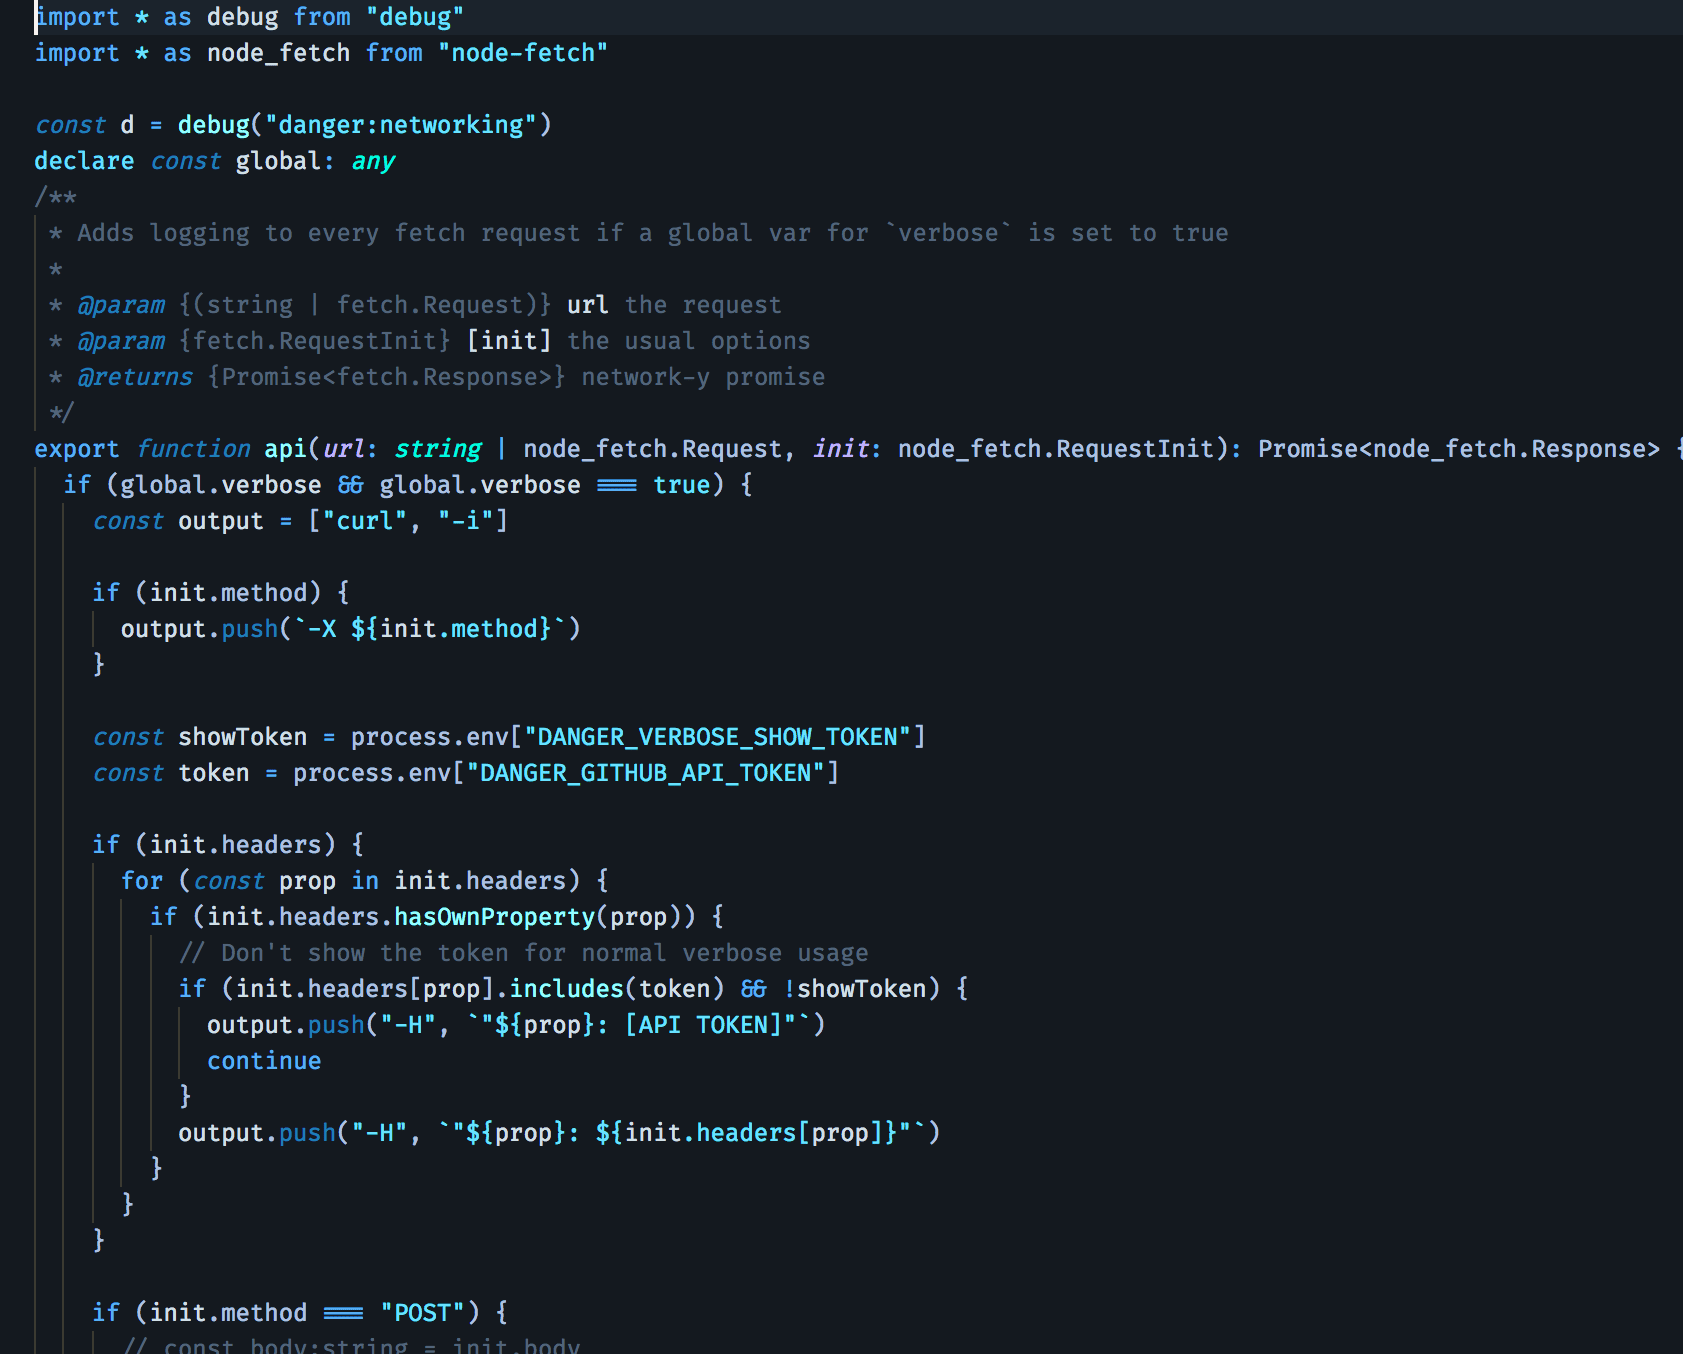 import * as debug from "debug"
import * as node_fetch from "node-fetch"
const d = debug("danger:networking")
declare const global: any
/**
* Adds logging to every fetch request if a global var for `verbose` is set to true
*
* @param {(string | fetch.Request)} url the request
* @param {fetch.RequestInit} [init] the usual options
* @returns {Promise<fetch.Response>} network-y promise
*/
export function api(url: string | node_fetch.Request, init: node_fetch.RequestInit): Promise<node_fetch.Response> {
if (global.verbose && global.verbose === true) {
const output = ["curl", "-i"]
if (init.method) {
output.push(`-X ${init.method}`)
}
const showToken = process.env["DANGER_VERBOSE_SHOW_TOKEN"]
const token = process.env["DANGER_GITHUB_API_TOKEN"]
if (init.headers) {
for (const prop in init.headers) {
if (init.headers.hasOwnProperty(prop)) {
// Don't show the token for normal verbose usage
if (init.headers[prop].includes(token) && !showToken) {
output.push("-H", `"${prop}: [API TOKEN]"`)
continue
}
output.push("-H", `"${prop}: ${init.headers[prop]}"`)
}
}
}
if (init.method === "POST") {
// const body:string = init.body